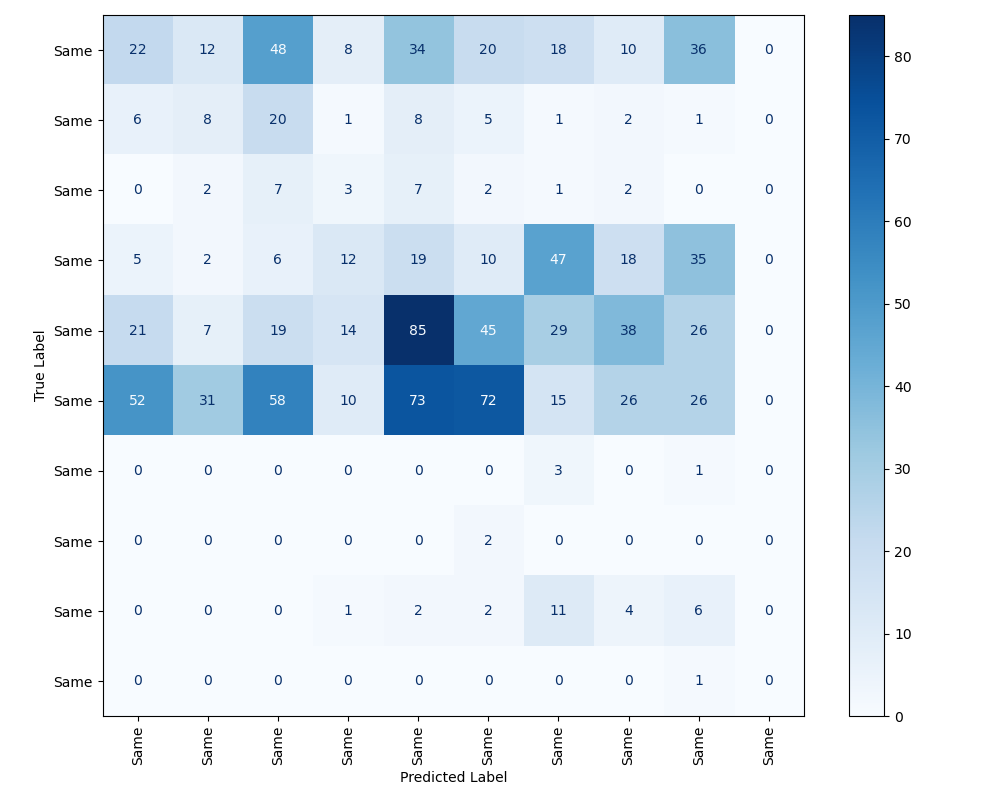 Same 22 12 48 8 34 20 18 10 36 0
Same 6 8 20 1 8 5 1 2 1 0
Same 0 2 7 3 7 2 1 2 0 0
Same 5 2 6 12 19 10 47 18 35 0
Same 21 7 19 14 85 45 29 38 26 0
Same 52 31 58 10 73 72 15 26 26 0
Same 0 0 0 0 0 0 3 0 1 0
Same 0 0 0 0 0 2 0 0 0 0
Same 0 0 0 1 2 2 11 4 6 0
Same 0 0 0 0 0 0 0 0 1 0
Same Same Same Same Same Same Same Same Same Same
True Label
Predicted Label
80
70
60
50
40
30
20
10
0